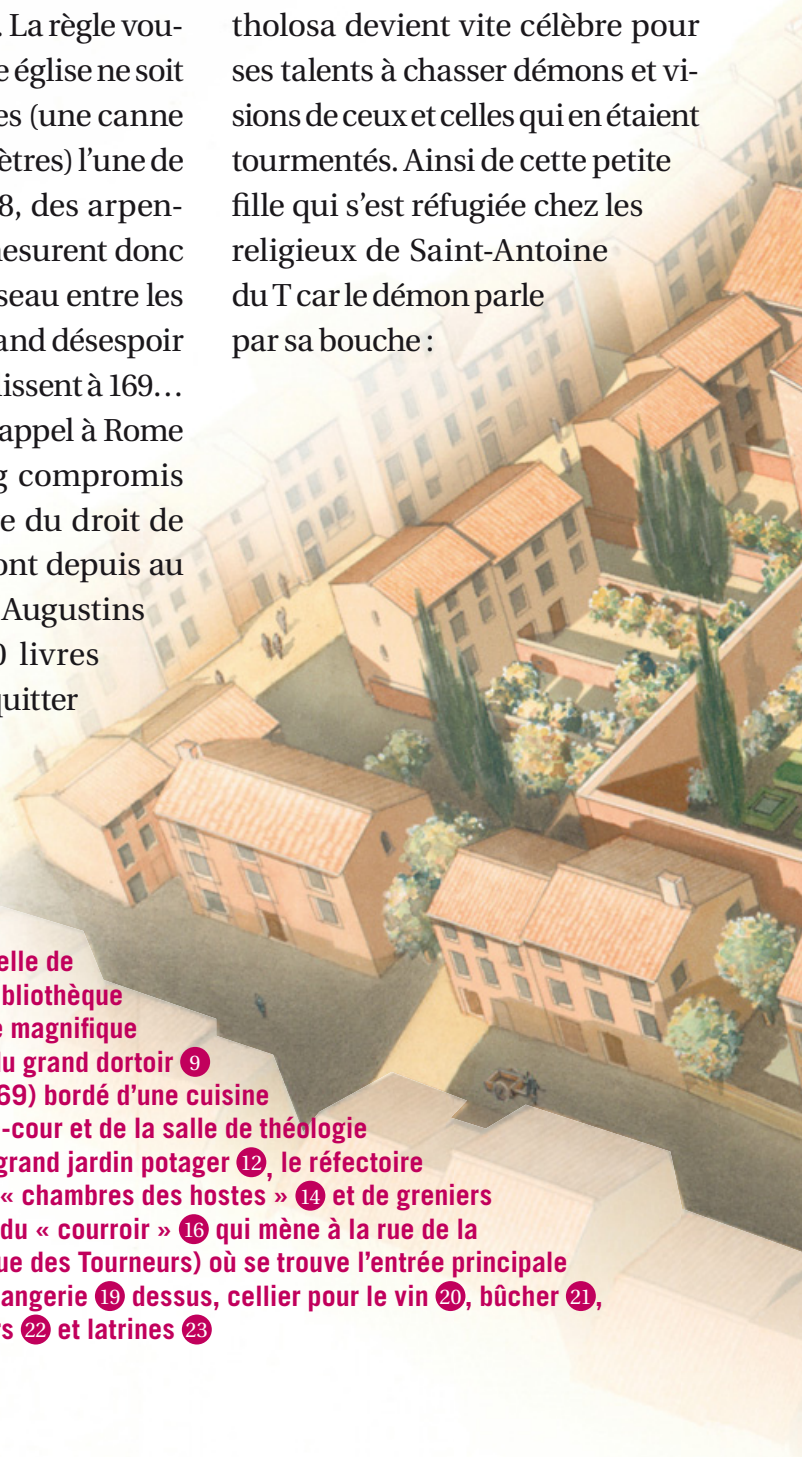 . La règle vou-
e église ne soit
es (une canne
ètres) l'une de
8, des arpen-
esurent donc
seau entre les
and désespoir
issent à 169…
appel à Rome
g compromis
e du droit de
ont depuis au
Augustins
0 livres
quitter
tholosa devient vite célèbre pour
ses talents à chasser démons et vi-
sions de ceux et celles qui en étaient
tourmentés. Ainsi de cette petite
fille qui s'est réfugiée chez les
religieux de Saint-Antoine
du T car le démon parle
par sa bouche :
elle de
bliothèque
e magnifique
du grand dortoir 9
69) bordé d'une cuisine
-cour et de la salle de théologie
grand jardin potager 12, le réfectoire
« chambres des hostes » 14 et de greniers
du « courroir » 16 qui mène à la rue de la
ue des Tourneurs) où se trouve l'entrée principale
angerie 19 dessus, cellier pour le vin 20, bûcher 21,
rs 22 et latrines 23